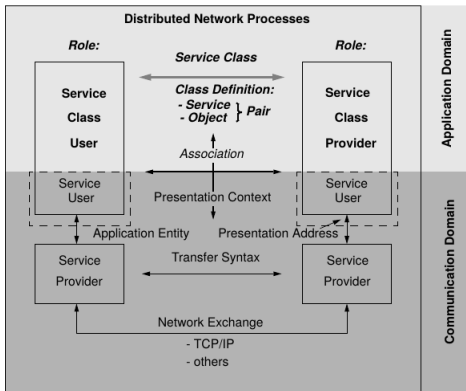 Distributed Network Processes
Role:
Role:
Service Class
Service
Class
User
Class Definition:
- Service
- Object
} Pair
Service
Class
Provider
Application Domain
Association
Service
User
Presentation Context
Service
User
Application Entity
Presentation Address
Service
Provider
Transfer Syntax
Service
Provider
Communication Domain
Network Exchange
- TCP/IP
- others